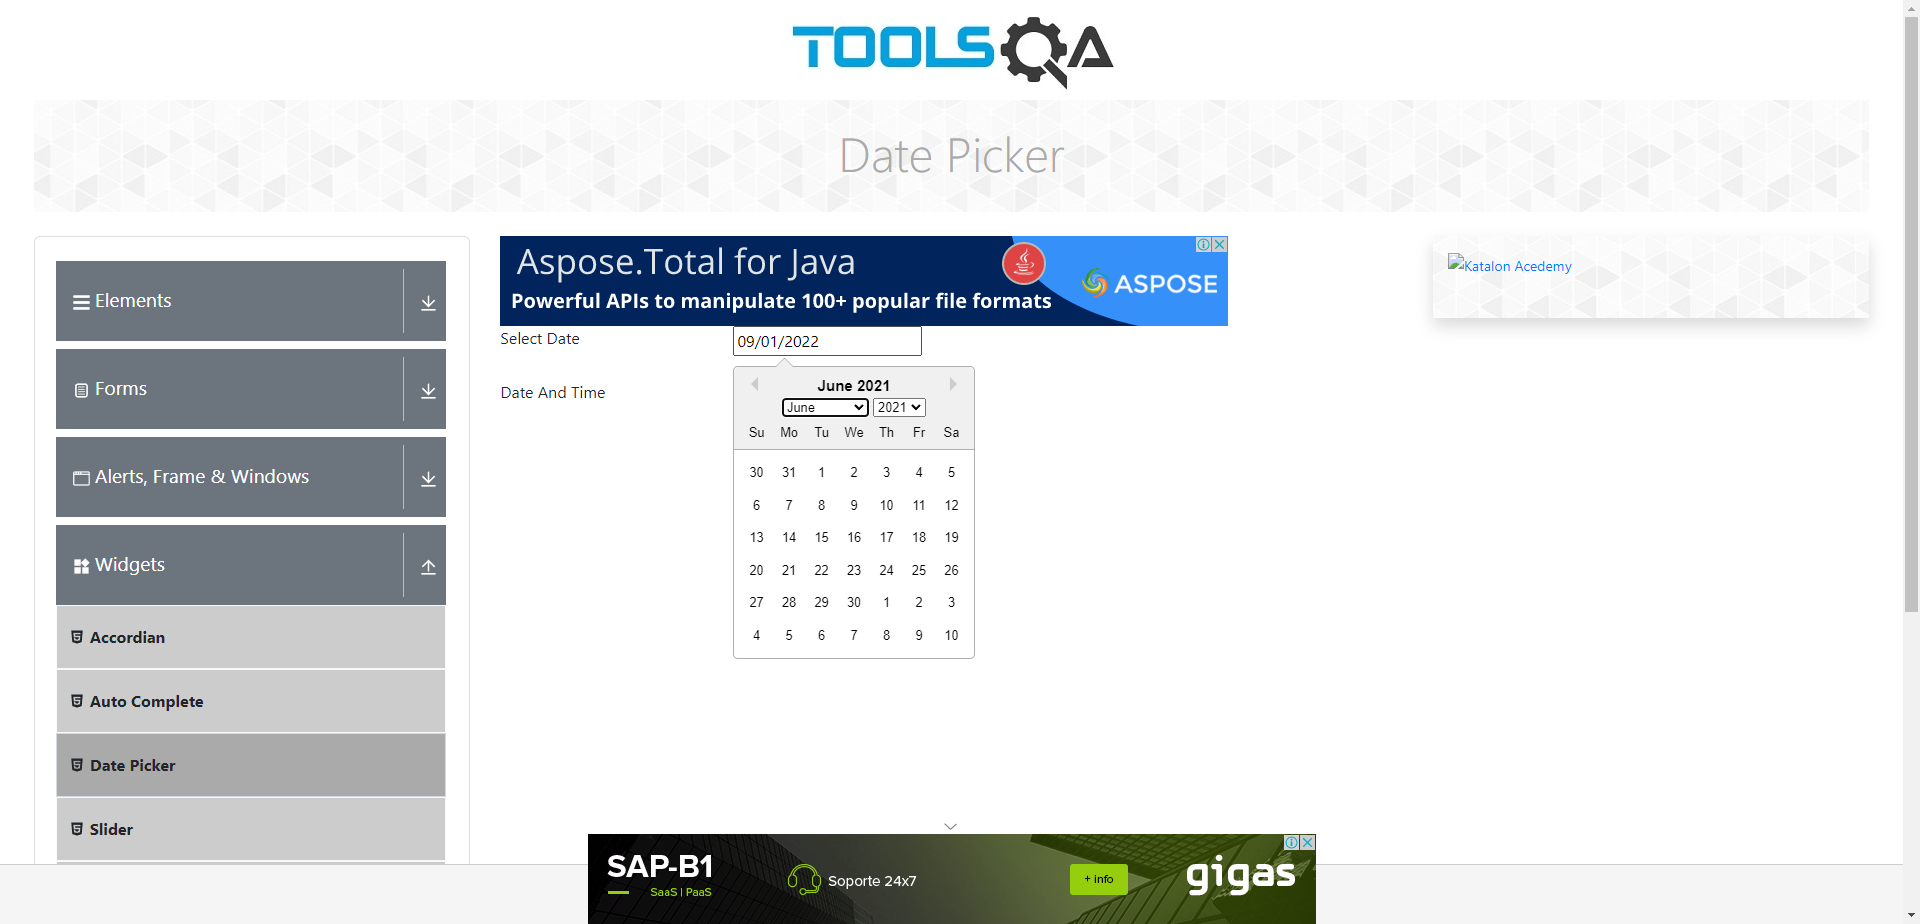 TOOLSQA
Date Picker
Elements
Forms
Alerts, Frame & Windows
Widgets
Accordian
Auto Complete
Date Picker
Slider
Aspose.Total for Java
Powerful APIs to manipulate 100+ popular file formats
ASPOSE
Select Date
09/01/2022
Date And Time
June 2021
June 2021
Su Mo Tu We Th Fr Sa
30 31 1 2 3 4 5
6 7 8 9 10 11 12
13 14 15 16 17 18 19
20 21 22 23 24 25 26
27 28 29 30 1 2 3
4 5 6 7 8 9 10
Katalon Acedemy
SAP-B1
SaaS | PaaS
Soporte 24x7
+ info
gigas